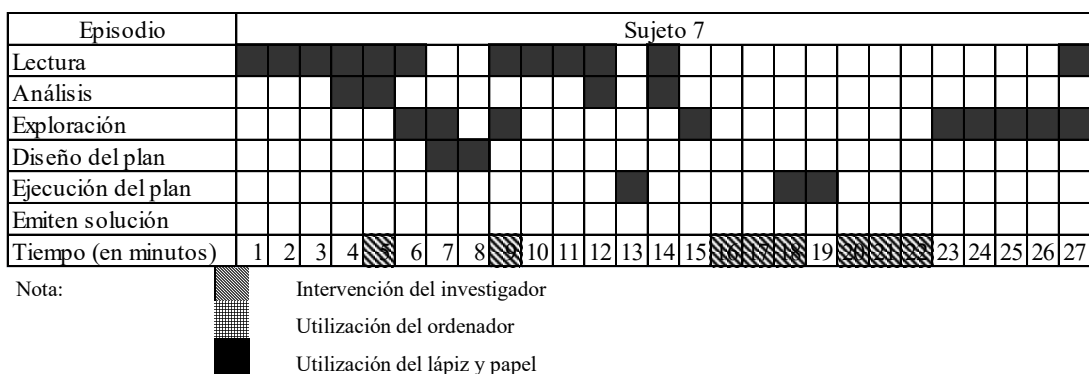 Episodio Sujeto 7
Lectura
Análisis
Exploración
Diseño del plan
Ejecución del plan
Emiten solución
Tiempo (en minutos) 1 2 3 4 5 6 7 8 9 10 11 12 13 14 15 16 17 18 19 20 21 22 23 24 25 26 27
Nota:
Intervención del investigador
Utilización del ordenador
Utilización del lápiz y papel